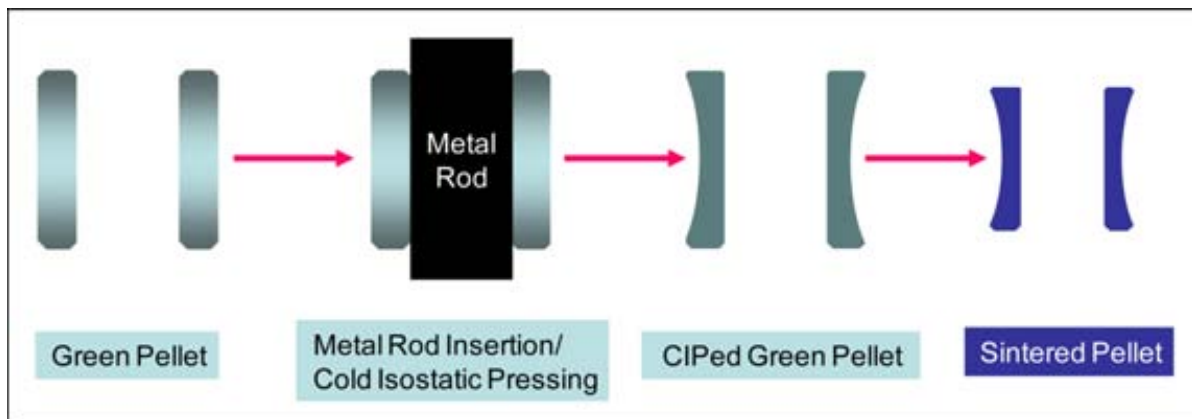 Metal
Rod
Green Pellet
Metal Rod Insertion/
Cold Isostatic Pressing
CIPed Green Pellet
Sintered Pellet